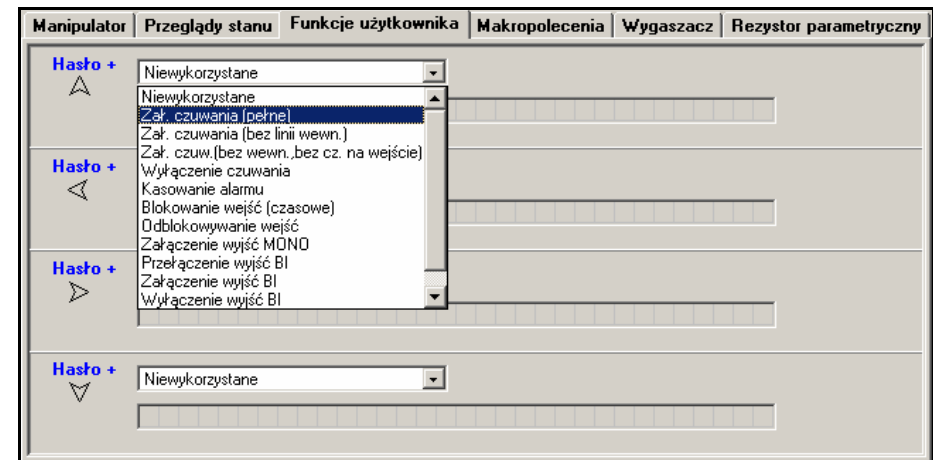 Manipulator Przeglądy stanu Funkcje użytkownika Makropolecenia Wygaszacz Rezystor parametryczny
Hasło + Niewykorzystane
Niewykorzystane
Zał. czuwania (pełne)
Zał. czuwania (bez linii wewn.)
Zał. czuw.(bez wewn.,bez cz. na wejście)
Hasło +
Wyłączenie czuwania
Kasowanie alarmu
Blokowanie wejść (czasowe)
Odblokowywanie wejść
Załączenie wyjść MONO
Hasło +
Przełączenie wyjść BI
Załączenie wyjść BI
Wyłączenie wyjść BI
Hasło + Niewykorzystane